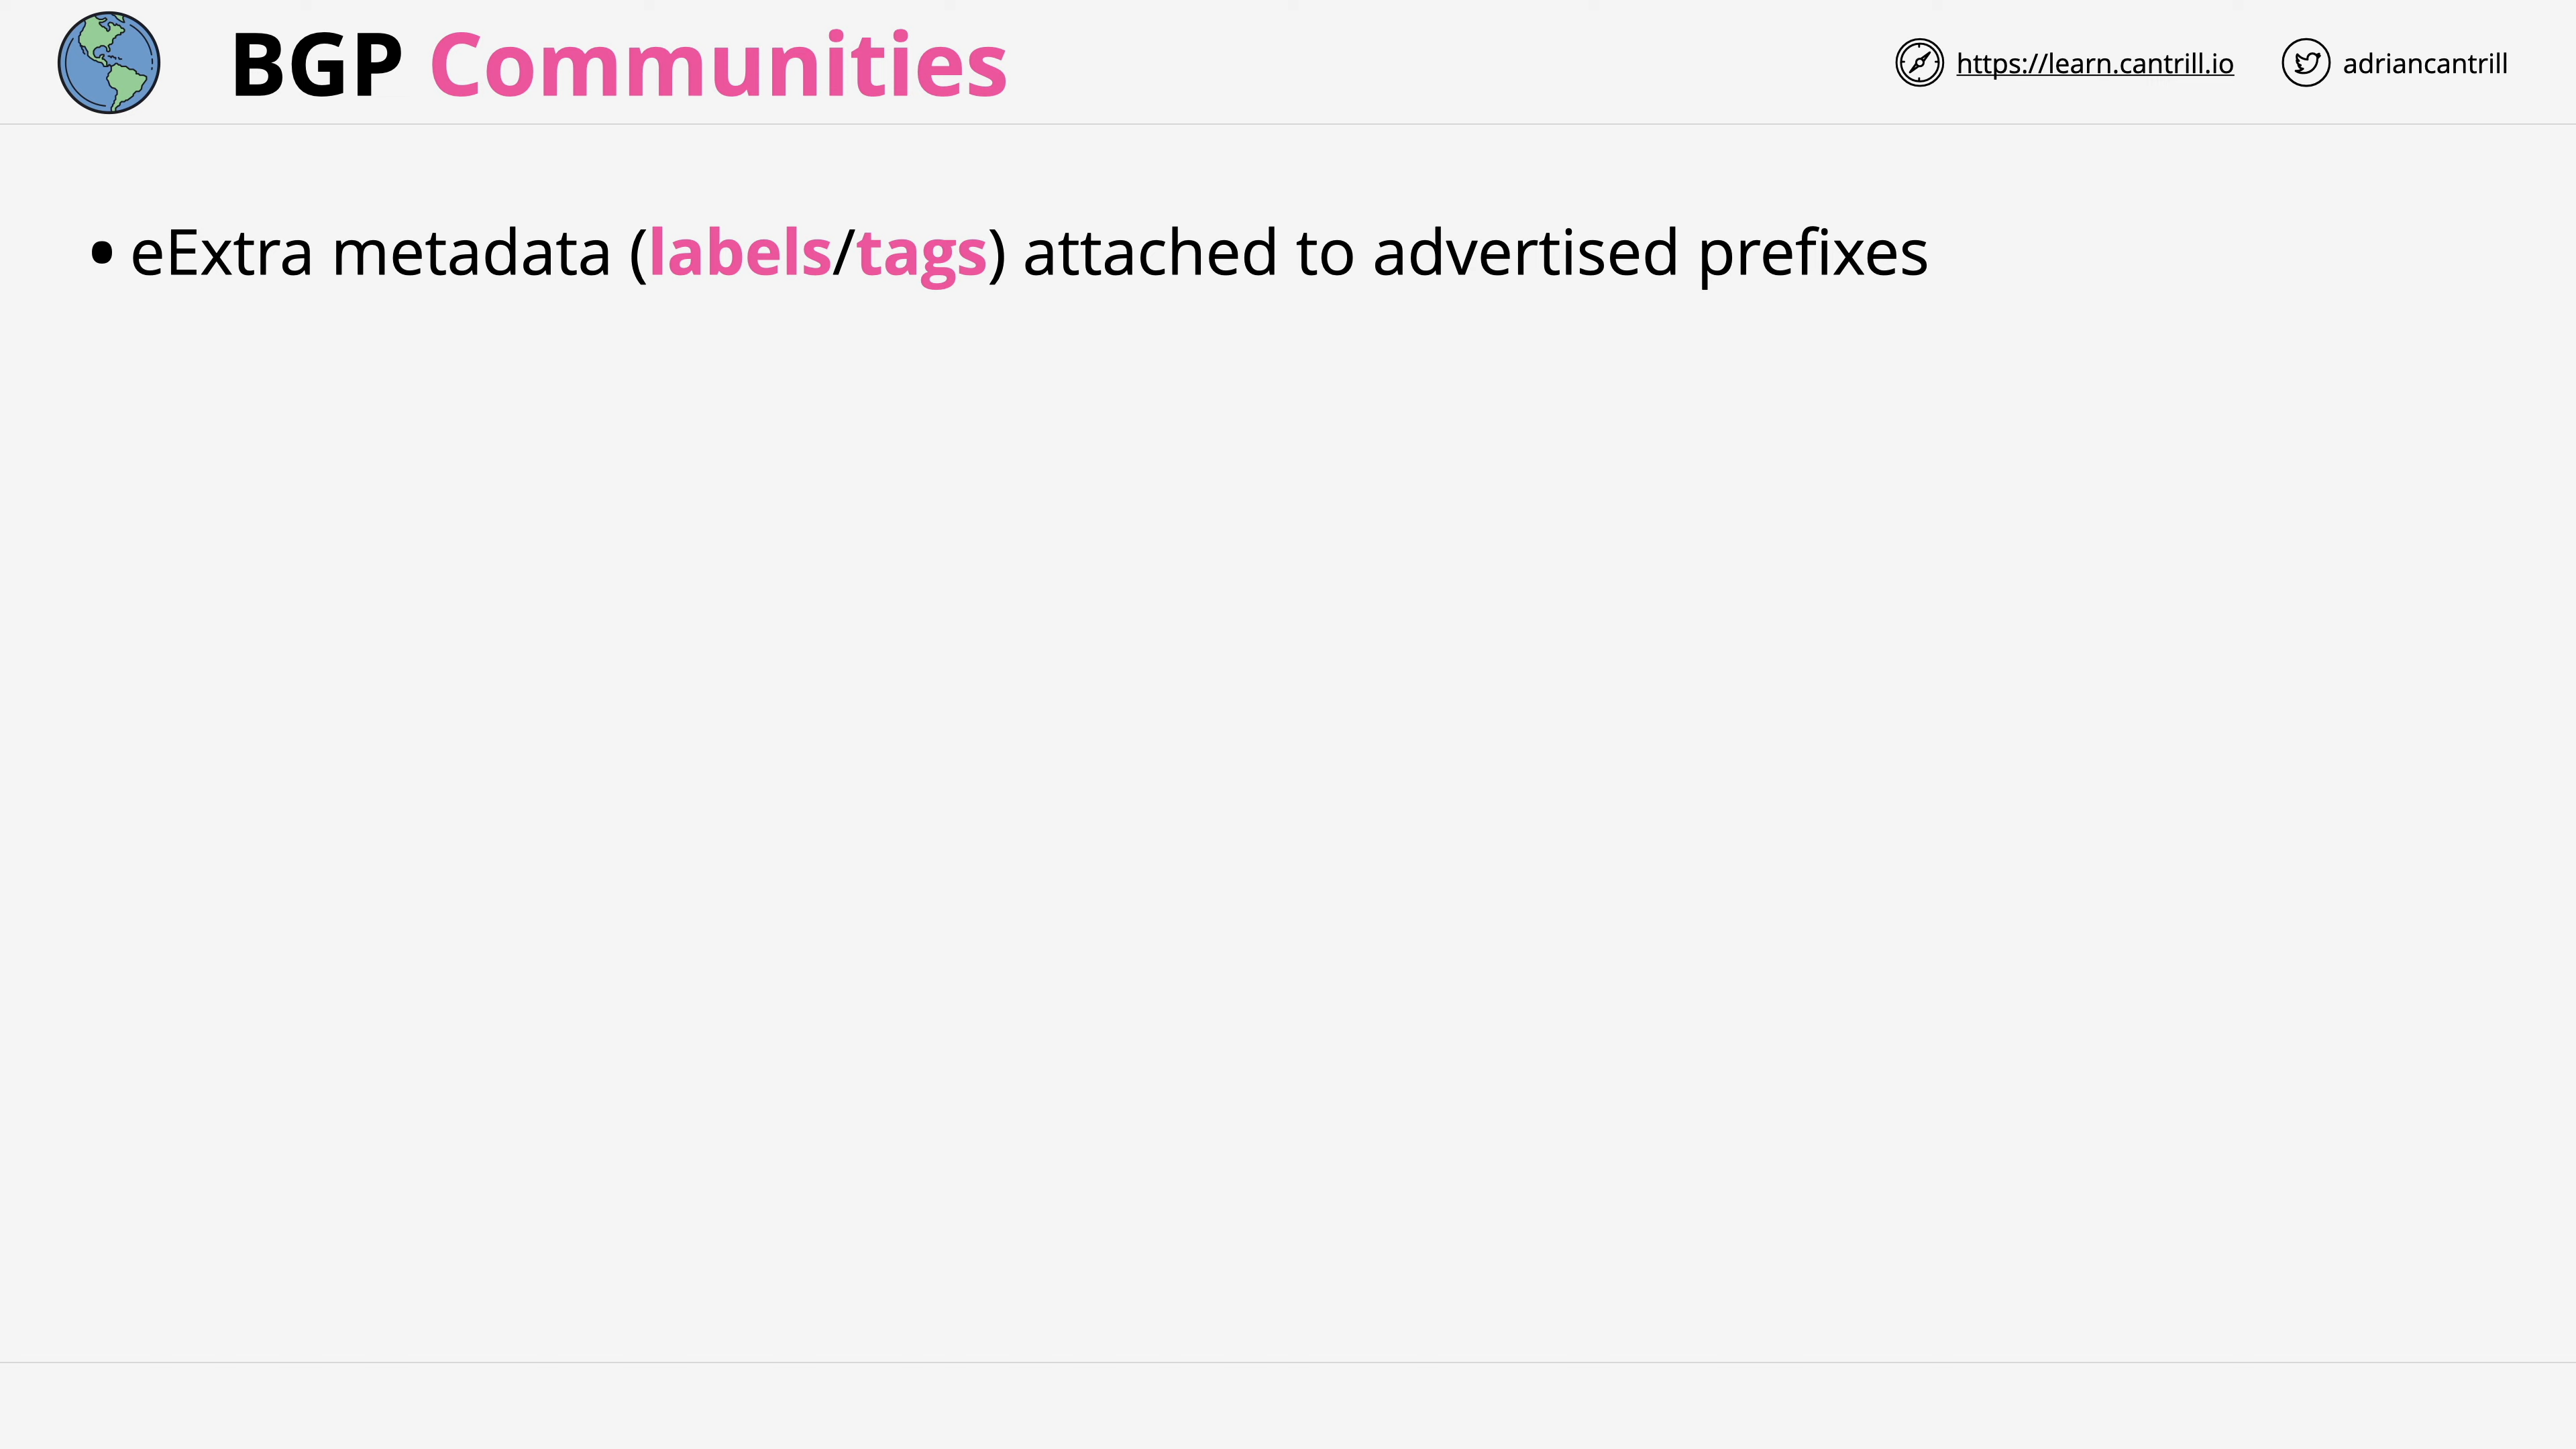 BGP Communities
https://learn.cantrill.io
adriancantrill
• eExtra metadata (labels/tags) attached to advertised prefixes